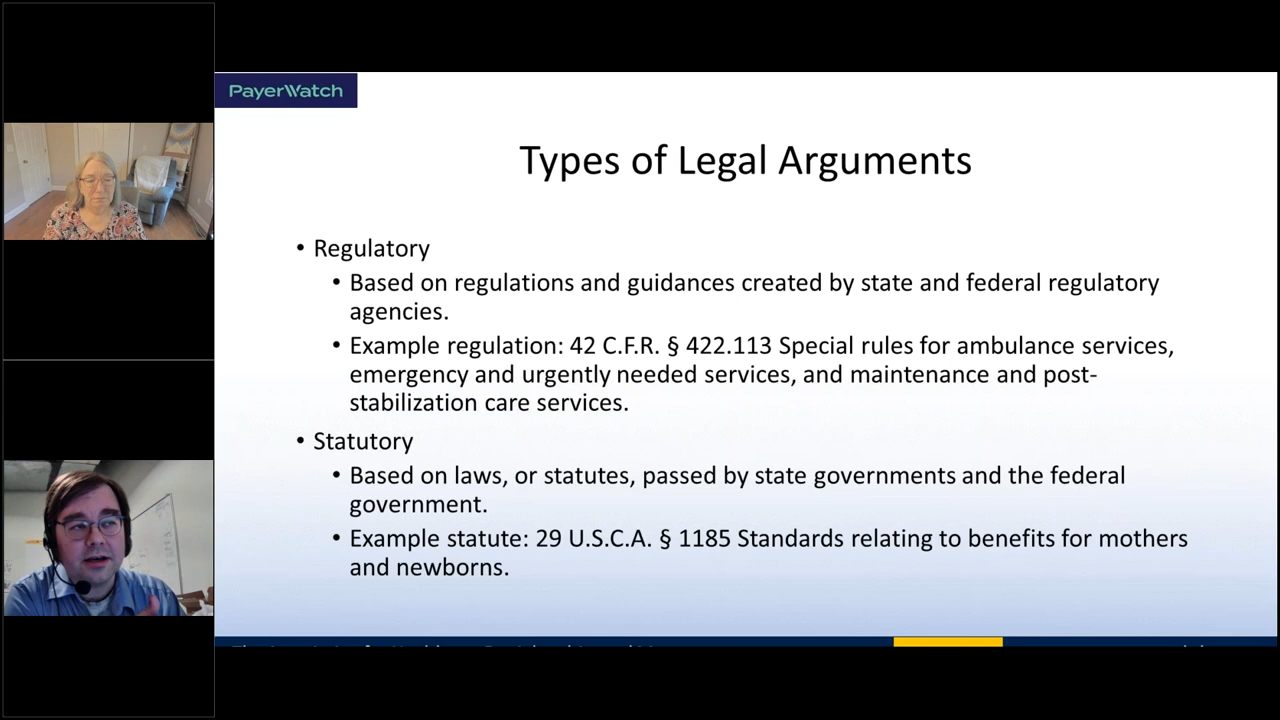 PayerWatch
Types of Legal Arguments
• Regulatory
• Based on regulations and guidances created by state and federal regulatory
agencies.
• Example regulation: 42 C.F.R. § 422.113 Special rules for ambulance services,
emergency and urgently needed services, and maintenance and post-
stabilization care services.
• Statutory
• Based on laws, or statutes, passed by state governments and the federal
government.
• Example statute: 29 U.S.C.A. § 1185 Standards relating to benefits for mothers
and newborns.